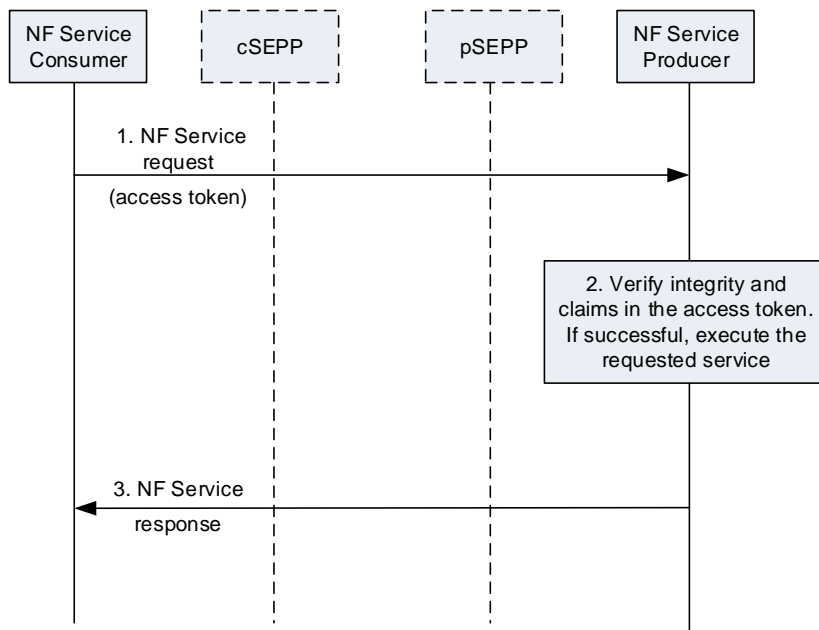 NF Service
Consumer
cSEPP
pSEPP
NF Service
Producer
1. NF Service
request
(access token)
2. Verify integrity and
claims in the access token.
If successful, execute the
requested service
3. NF Service
response